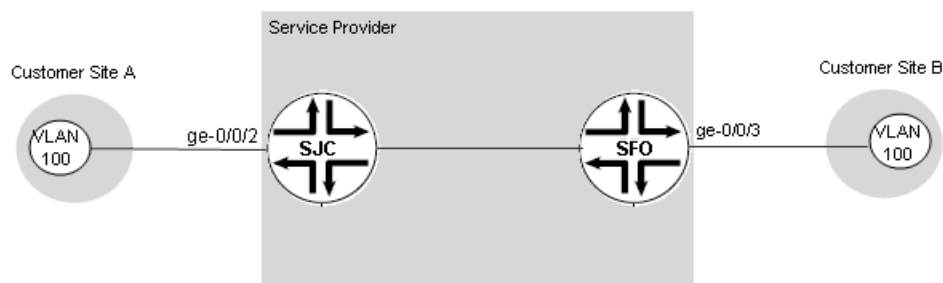 Service Provider
Customer Site A
Customer Site B
VLAN
100
ge-0/0/2
SJC
SFO
ge-0/0/3
VLAN
100